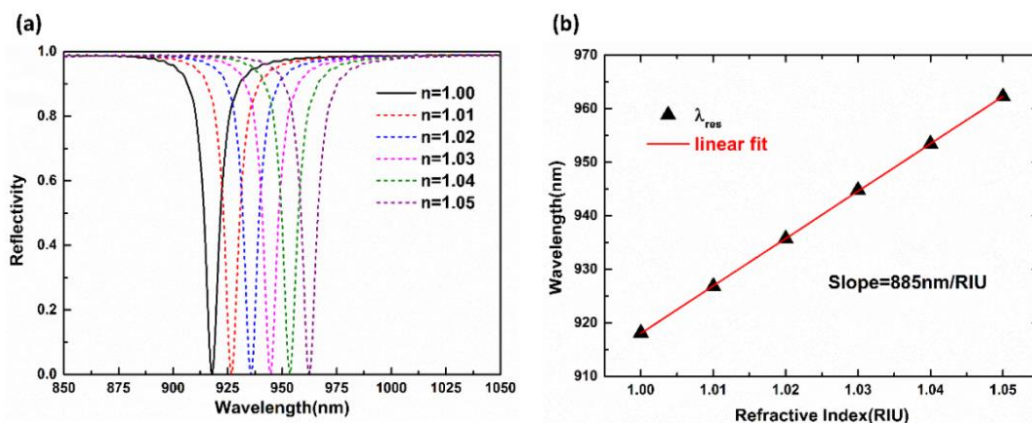 (a)
1.0
0.8
0.6
0.4
0.2
0.0
Reflectivity
n=1.00
n=1.01
n=1.02
n=1.03
n=1.04
n=1.05
850 900 925 950 975 1000 1025 1050
Wavelength(nm)
(b)
970
960
950
940
930
920
910
Wavelength(nm)
λres
linear fit
Slope=885nm/RIU
1.00 1.01 1.02 1.03 1.04 1.05
Refractive Index(RIU)